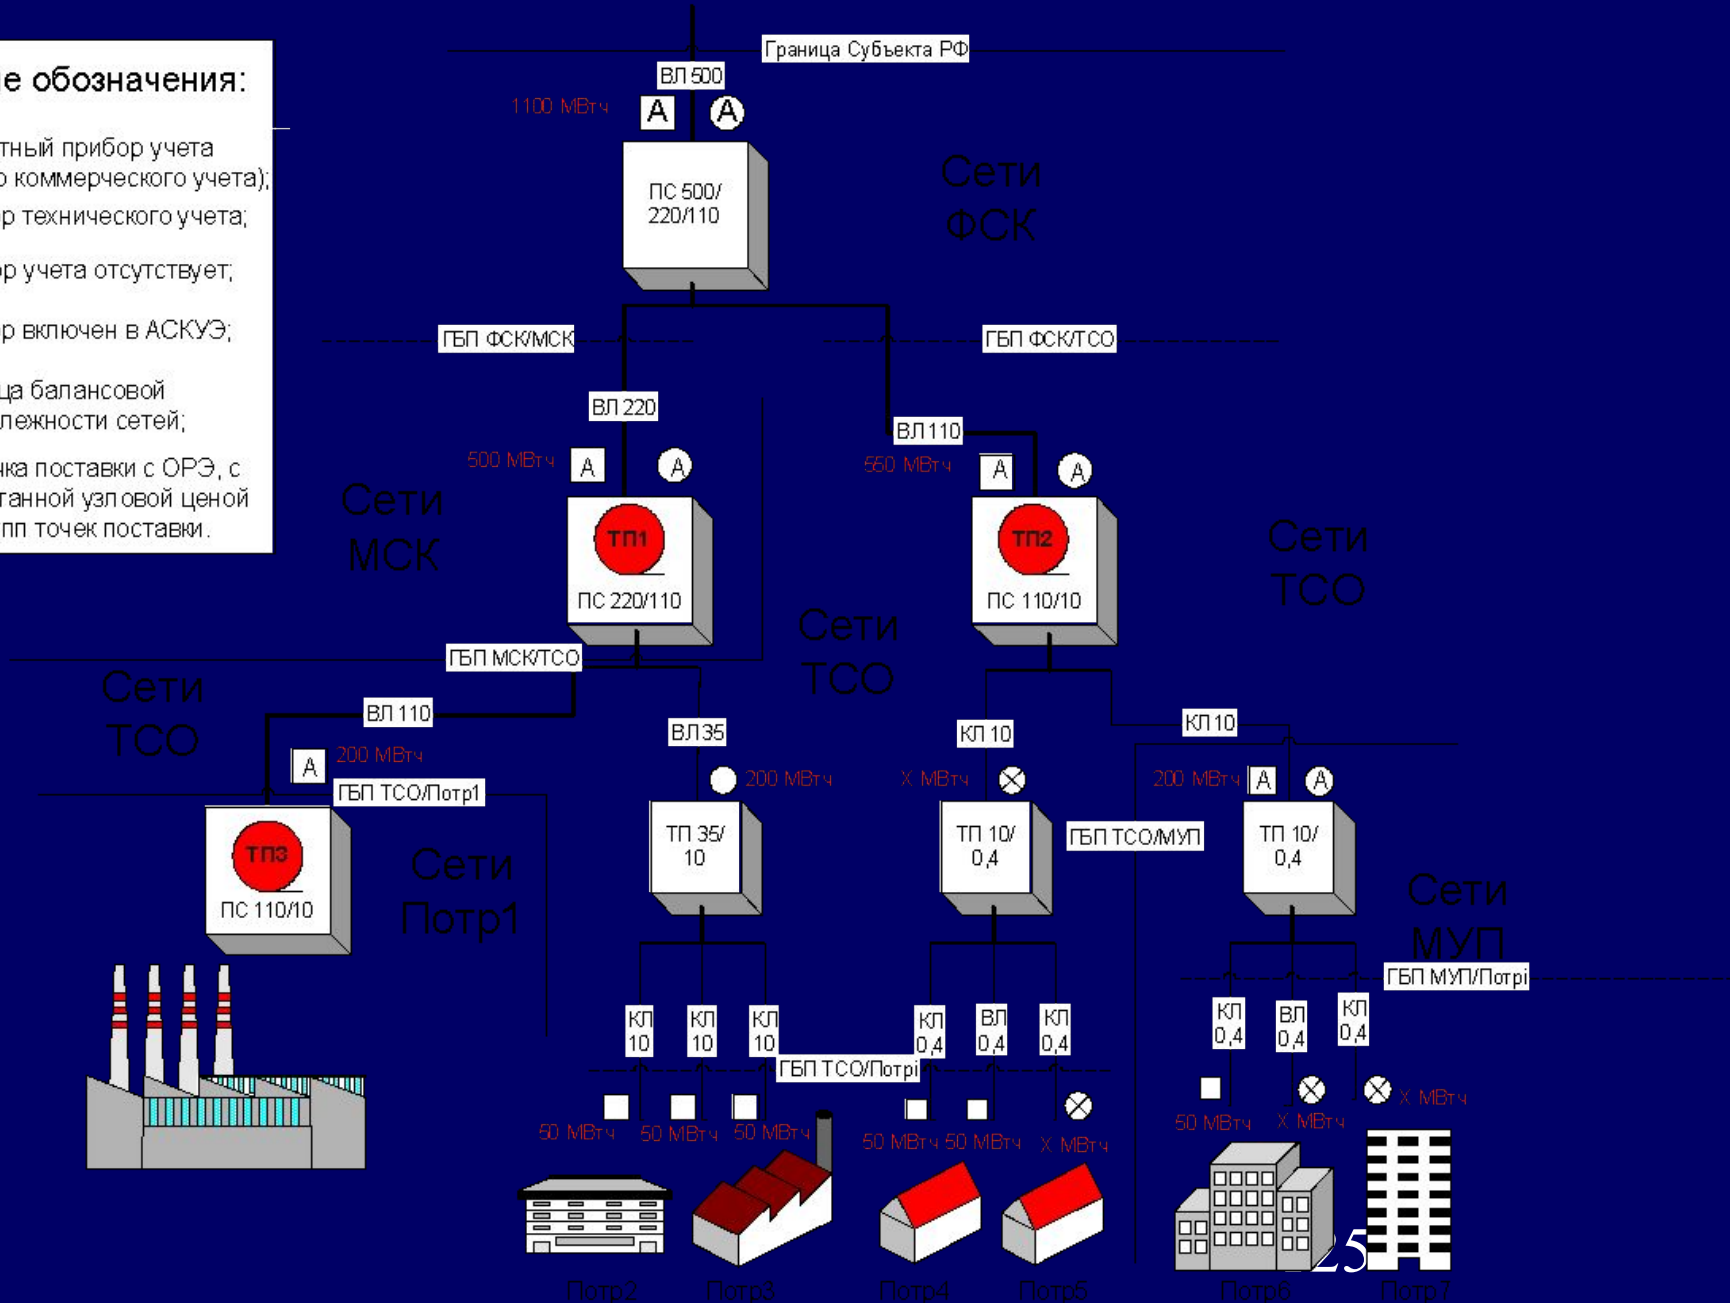 Граница Субъекта РФ
ВЛ 500
1100 МВтч
А
А
ПС 500/
220/110
Сети
ФСК
обозначения:
прибор учета
коммерческого учета);
технического учета;
учета отсутствует;
включен в АСКУЭ;
балансовой
сетей;
поставки с ОРЭ, с
узловой ценой
точек поставки.
ГБП ФСК/МСК
ГБП ФСК/ТСО
ВЛ 220
ВЛ 110
500 МВтч
А
А
550 МВтч
А
А
Сети
МСК
ТП1
ПС 220/110
ТП2
ПС 110/10
Сети
ТСО
Сети
ТСО
ГБП МСК/ТСО
Сети
ТСО
ВЛ 110
ВЛ 35
КЛ 10
КЛ 10
А
200 МВтч
200 МВтч
Х МВтч
200 МВтч
А
А
ГБП ТСО/Потр1
ТП3
ПС 110/10
Сети
Потр1
ТП 35/
10
ТП 10/
0,4
ГБП ТСО/МУП
ТП 10/
0,4
Сети
МУП
ГБП МУП/Потрi
КЛ
10
КЛ
10
КЛ
10
КЛ
0,4
ВЛ
0,4
КЛ
0,4
КЛ
0,4
ВЛ
0,4
КЛ
0,4
ГБП ТСО/Потрi
50 МВтч
50 МВтч
50 МВтч
50 МВтч
50 МВтч
Х МВтч
50 МВтч
Х МВтч
Х МВтч
Потр2
Потр3
Потр4
Потр5
Потр6
Потр7
25